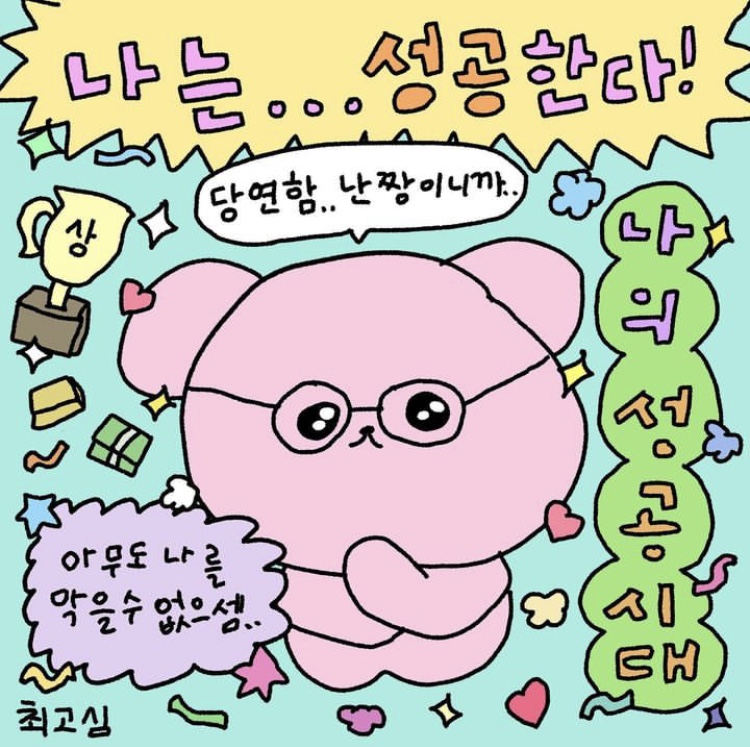 나는...성공한다!
당연함..난짱이니까..
상
나의성공시대
아무도 나를
막을수 없으셈..
최고심